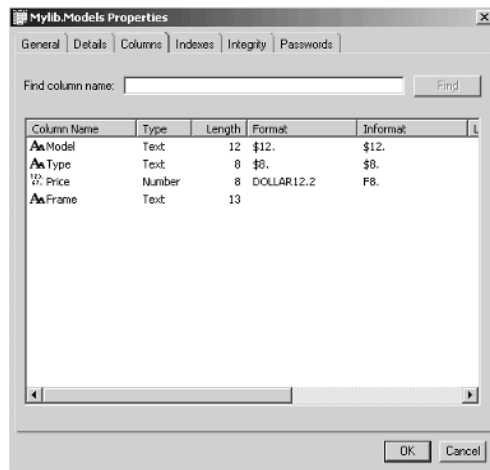 Mylib.Models Properties
General Details Columns Indexes Integrity Passwords
Find column name: Find
Column Name Type Length Format Informat L
Model Text 12 $12. $12.
Type Text 8 $8. $8.
Price Number 8 DOLLAR12.2 F8.
Frame Text 13
OK Cancel